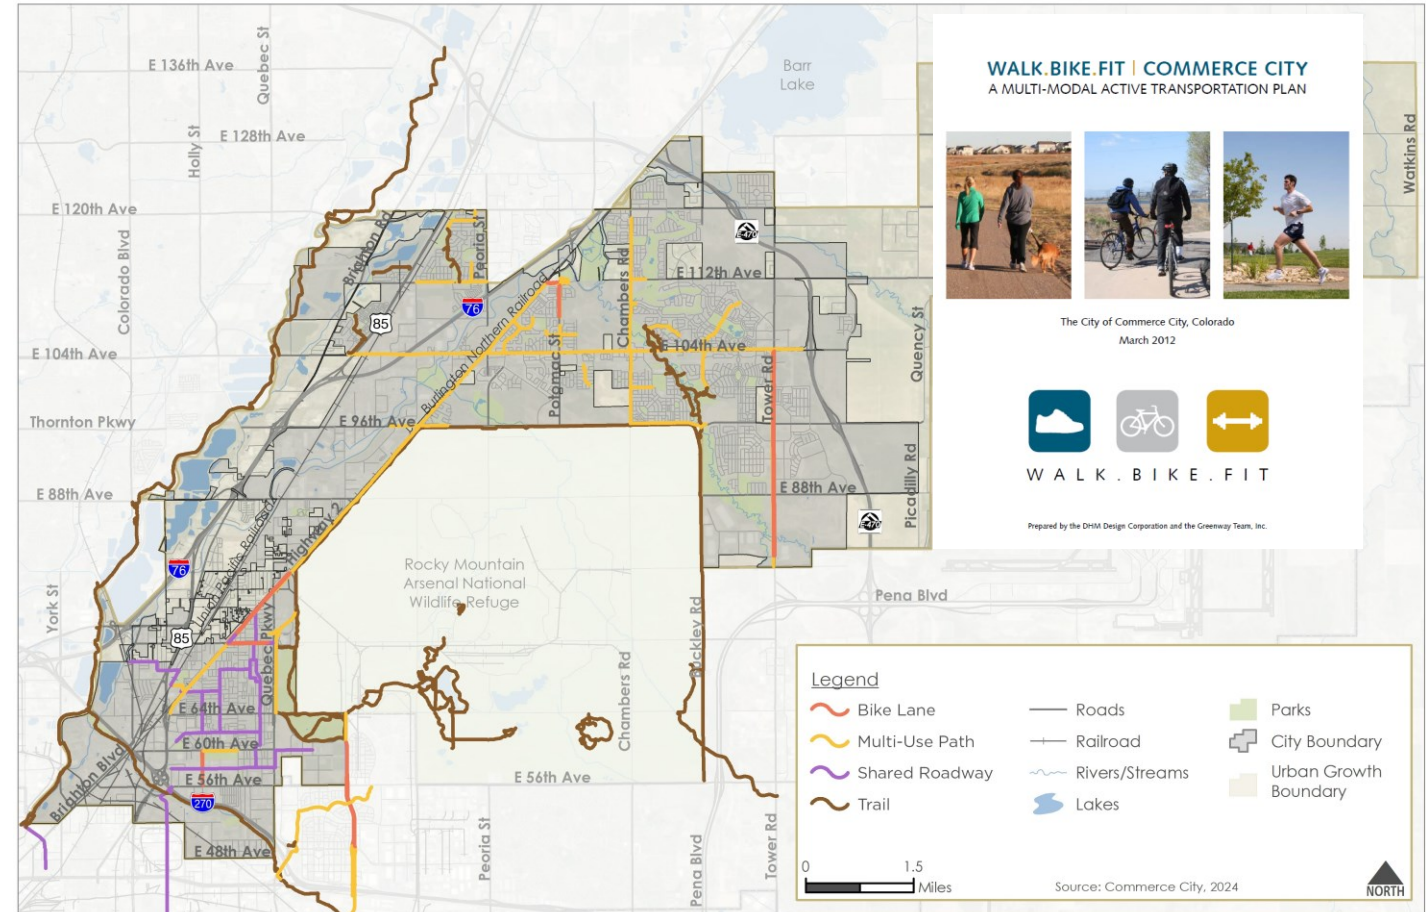 WALK.BIKE.FIT | COMMERCE CITY
A MULTI-MODAL ACTIVE TRANSPORTATION PLAN
The City of Commerce City, Colorado
March 2012
WALK.BIKE.FIT
Prepared by the DHM Design Corporation and the Greenway Team, Inc.
E 136th Ave
Quebec St
Barr
Lake
Holly St
E 128th Ave
Watkins Rd
E 120th Ave
Colorado Blvd
Brighton Rd
Peoria St
Chambers Rd
E-470
E 112th Ave
76
85
Burlington Northern Railroad
Quency St
E 104th Ave
E 104th Ave
Potomac St
Tower Rd
Thornton Pkwy
E 96th Ave
E 88th Ave
E 88th Ave
Picadilly Rd
E-470
Highway 2
Union Pacific Railroad
Rocky Mountain
Arsenal National
Wildlife Refuge
76
York St
85
Quebec Pkwy
Buckley Rd
Pena Blvd
Chambers Rd
E 64th Ave
E 60th Ave
E 56th Ave
E 56th Ave
Brighton Blvd
270
E 48th Ave
Peoria St
Pena Blvd
Tower Rd
Legend
Bike Lane
Multi-Use Path
Shared Roadway
Trail
Roads
Railroad
Rivers/Streams
Lakes
Parks
City Boundary
Urban Growth
Boundary
0 1.5
Miles
Source: Commerce City, 2024
NORTH